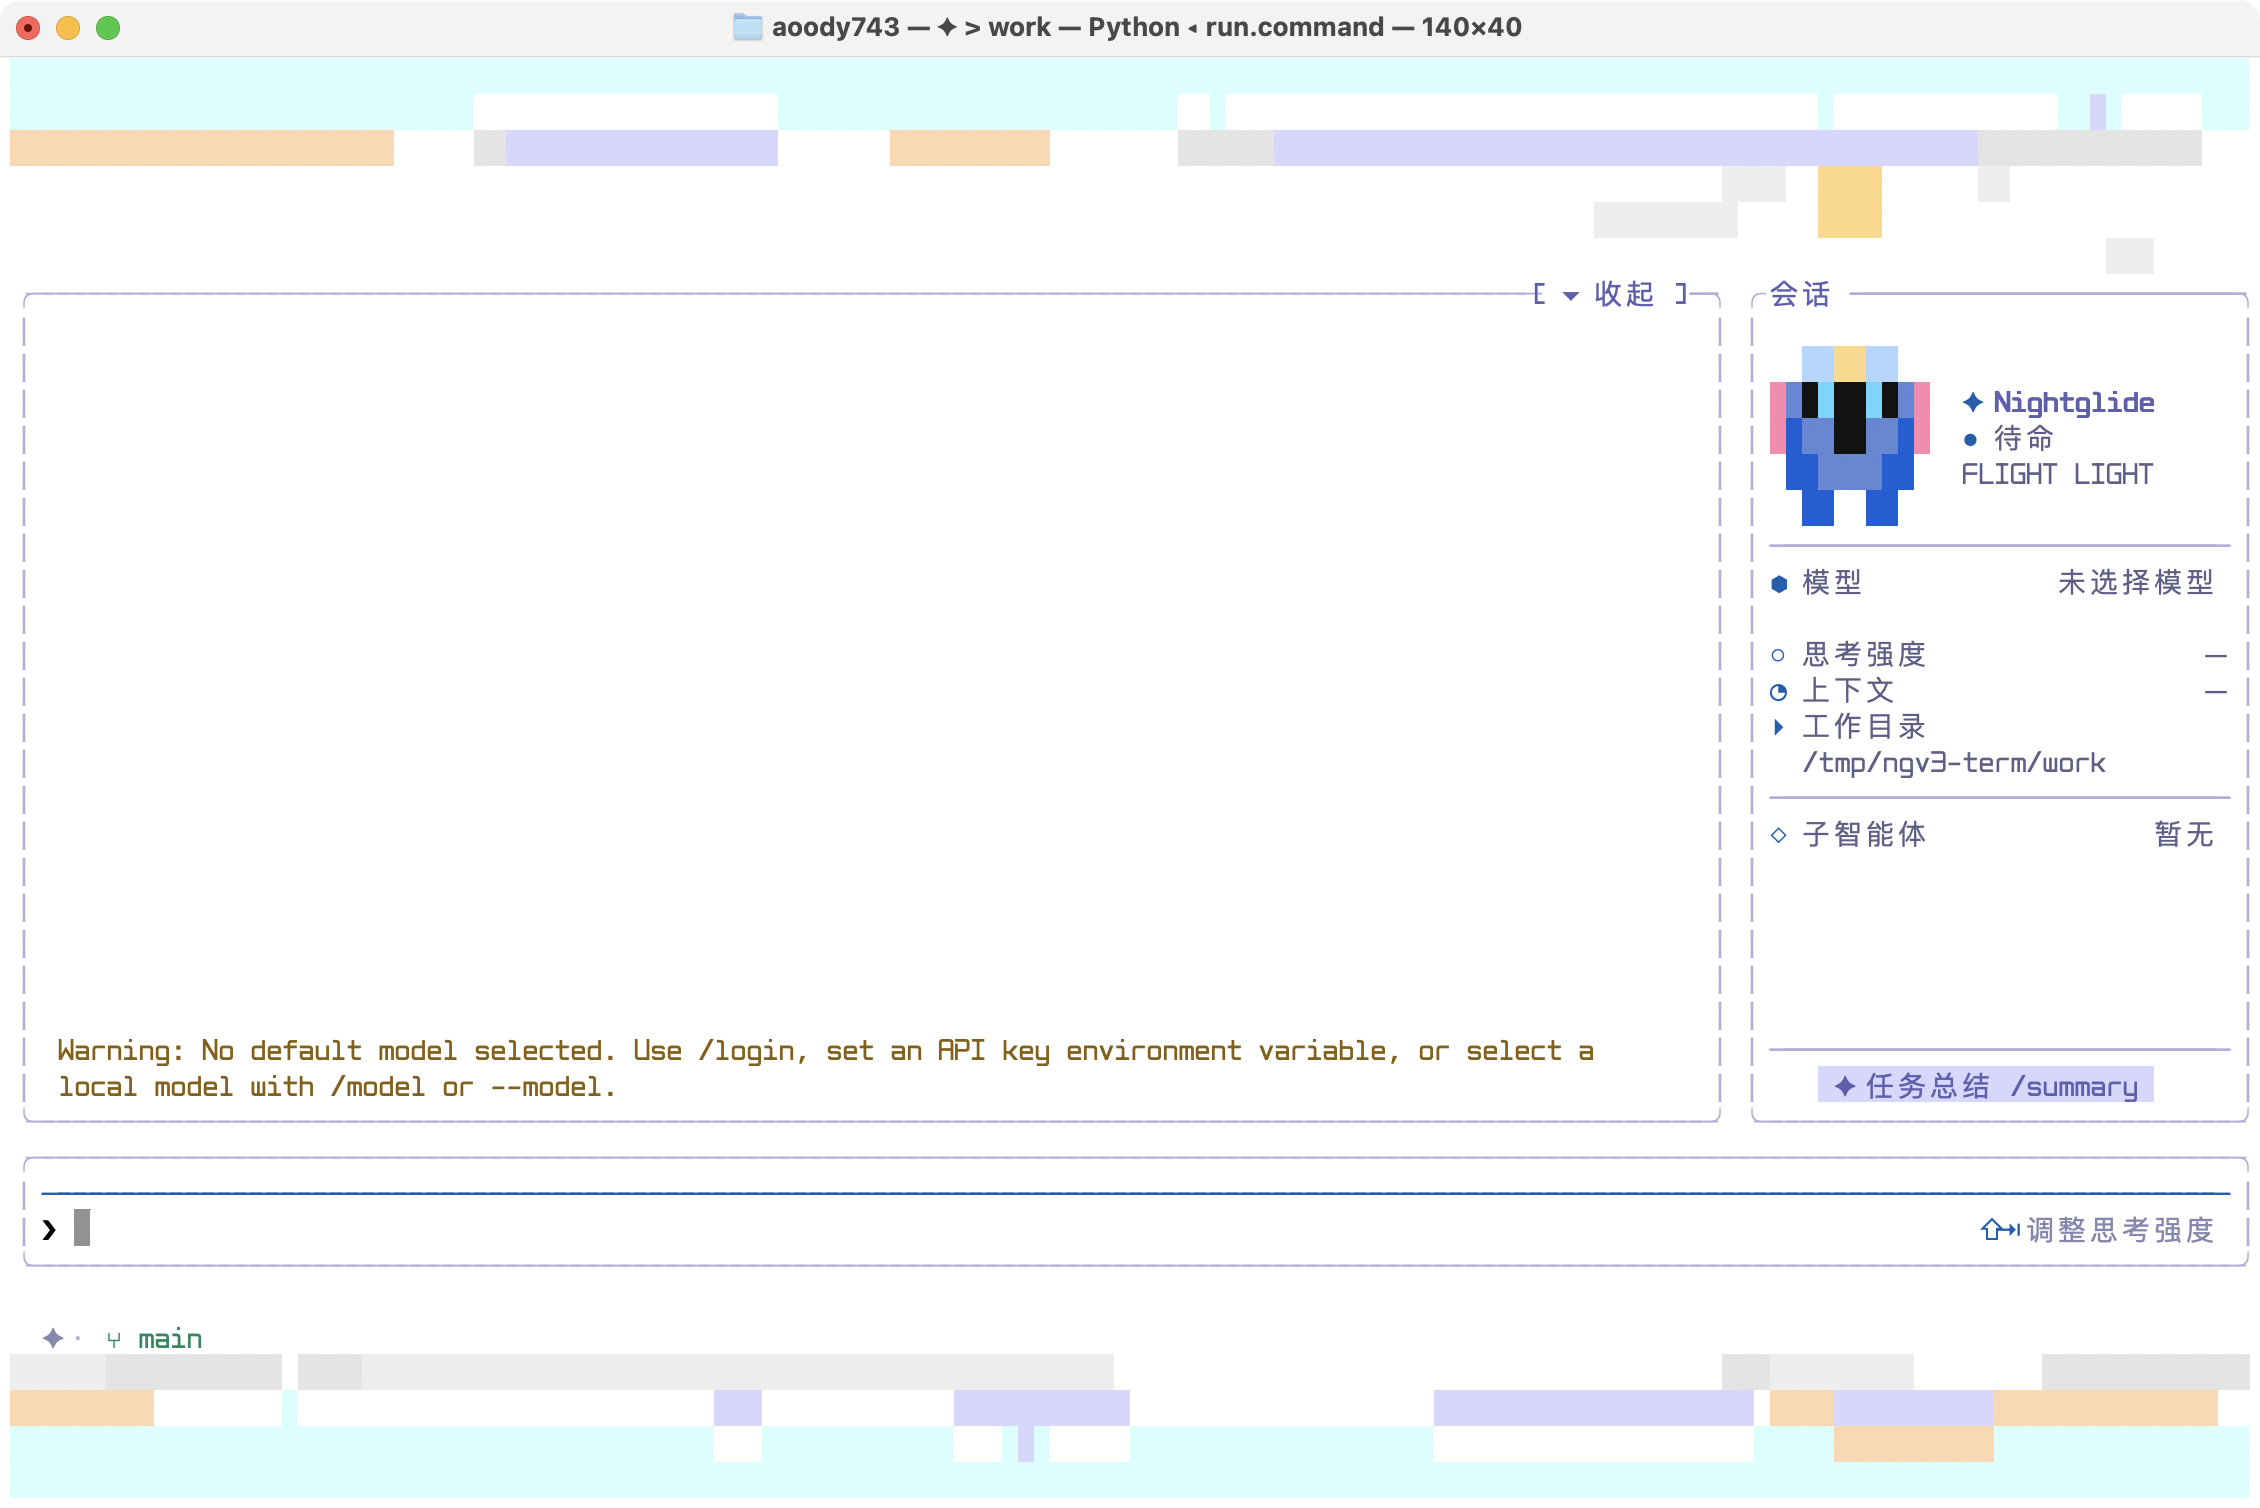 aoody743 — ✦ > work — Python ◂ run.command — 140×40
[ ▾ 收起 ]
会话
✦ Nightglide
● 待命
FLIGHT LIGHT
⬢ 模型 未选择模型
○ 思考强度 —
◔ 上下文 —
▸ 工作目录
/tmp/ngv3-term/work
◇ 子智能体 暂无
Warning: No default model selected. Use /login, set an API key environment variable, or select a
local model with /model or --model.
✦ 任务总结 /summary
❯ ⇧⇥ 调整思考强度
✦· ⑂ main